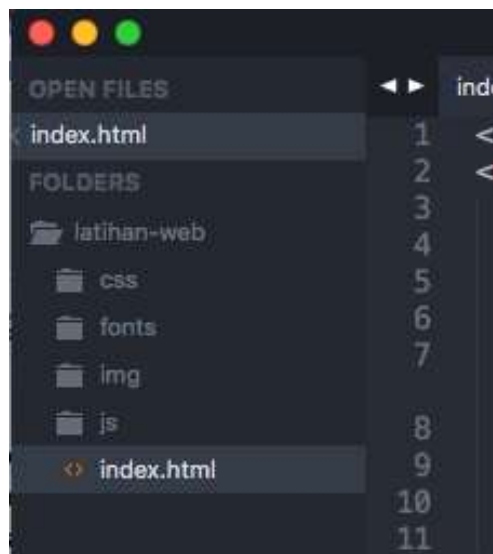 OPEN FILES
index.html
FOLDERS
latihan-web
css
fonts
img
js
index.html
◄ ► inde
1 <
2 <
3
4
5
6
7
8
9
10
11